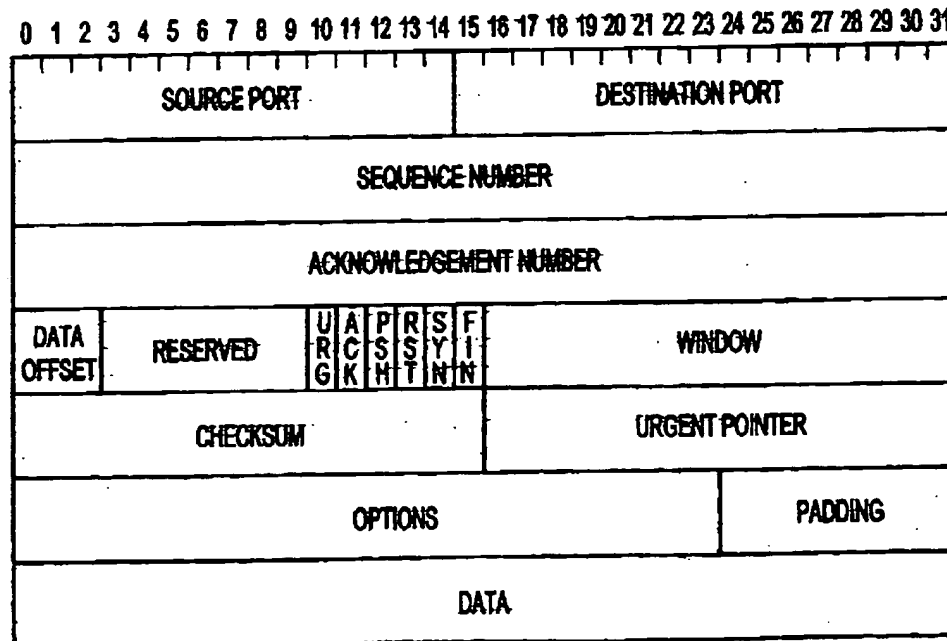 0 1 2 3 4 5 6 7 8 9 10 11 12 13 14 15 16 17 18 19 20 21 22 23 24 25 26 27 28 29 30 31
SOURCE PORT DESTINATION PORT
SEQUENCE NUMBER
ACKNOWLEDGEMENT NUMBER
DATA OFFSET RESERVED URG ACK PSH RST SYN FIN WINDOW
CHECKSUM URGENT POINTER
OPTIONS PADDING
DATA